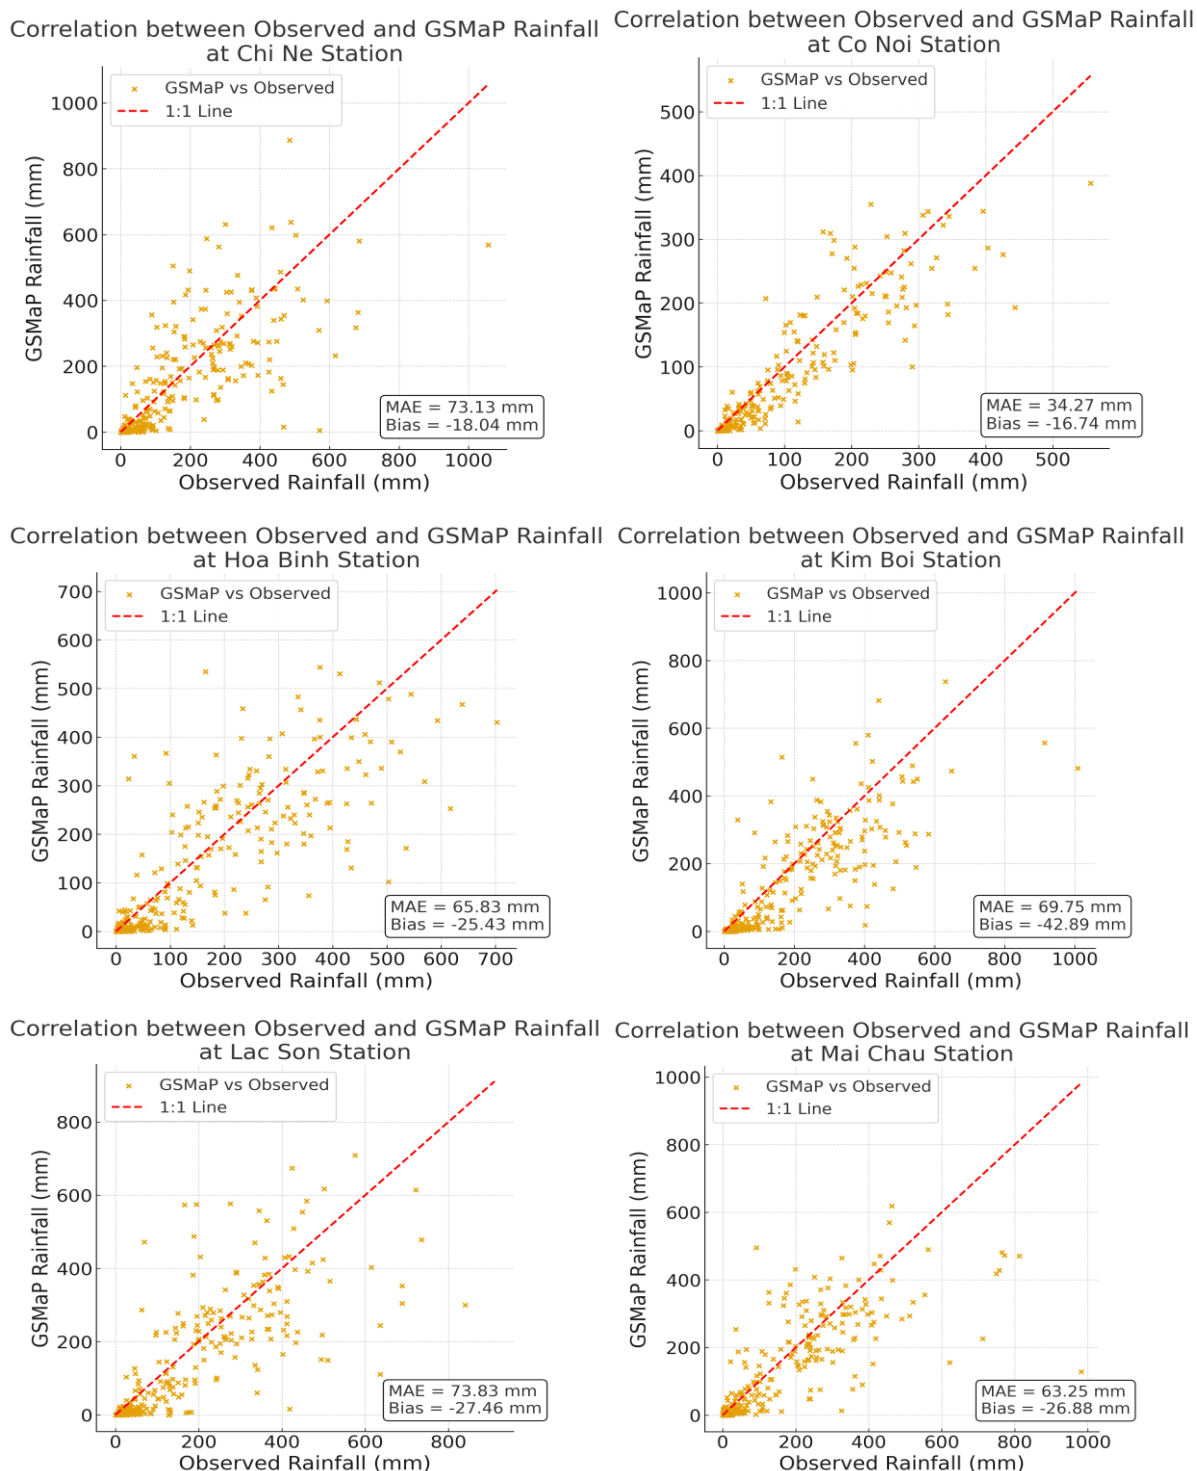 Correlation between Observed and GSMaP Rainfall
at Chi Ne Station
GSMaP vs Observed
1:1 Line
GSMaP Rainfall (mm)
1000
800
600
400
200
0
MAE = 73.13 mm
Bias = -18.04 mm
0 200 400 600 800 1000
Observed Rainfall (mm)
Correlation between Observed and GSMaP Rainfall
at Co Noi Station
GSMaP vs Observed
1:1 Line
GSMaP Rainfall (mm)
500
400
300
200
100
0
MAE = 34.27 mm
Bias = -16.74 mm
0 100 200 300 400 500
Observed Rainfall (mm)
Correlation between Observed and GSMaP Rainfall
at Hoa Binh Station
GSMaP vs Observed
1:1 Line
GSMaP Rainfall (mm)
700
600
500
400
300
200
100
0
MAE = 65.83 mm
Bias = -25.43 mm
0 100 200 300 400 500 600 700
Observed Rainfall (mm)
Correlation between Observed and GSMaP Rainfall
at Kim Boi Station
GSMaP vs Observed
1:1 Line
GSMaP Rainfall (mm)
1000
800
600
400
200
0
MAE = 69.75 mm
Bias = -42.89 mm
0 200 400 600 800 1000
Observed Rainfall (mm)
Correlation between Observed and GSMaP Rainfall
at Lac Son Station
GSMaP vs Observed
1:1 Line
GSMaP Rainfall (mm)
800
600
400
200
0
MAE = 73.83 mm
Bias = -27.46 mm
0 200 400 600 800
Observed Rainfall (mm)
Correlation between Observed and GSMaP Rainfall
at Mai Chau Station
GSMaP vs Observed
1:1 Line
GSMaP Rainfall (mm)
1000
800
600
400
200
0
MAE = 63.25 mm
Bias = -26.88 mm
0 200 400 600 800 1000
Observed Rainfall (mm)